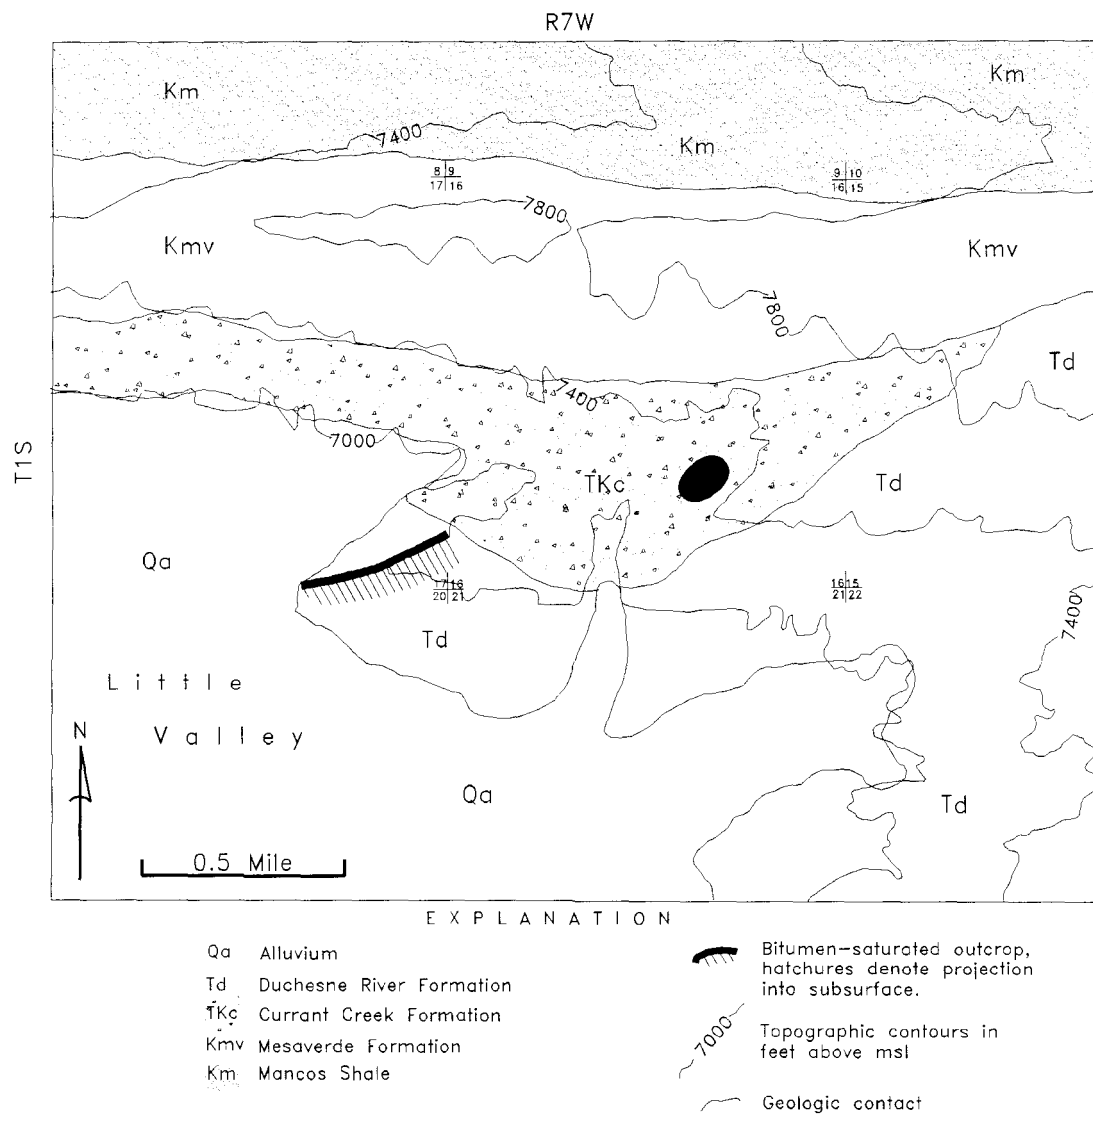 R7W
Km
Km
7400
Km
8 9
17 16
9 10
16 15
7800
Kmv
Kmv
7800
Td
7400
7000
T1S
TKc
Td
Qa
17 16
20 21
16 15
21 22
7400
Td
Little
Valley
N
Qa
Td
0.5 Mile
EXPLANATION
Qa Alluvium
Td Duchesne River Formation
TKc Currant Creek Formation
Kmv Mesaverde Formation
Km Mancos Shale
Bitumen-saturated outcrop,
hatchures denote projection
into subsurface.
7000
Topographic contours in
feet above msl
Geologic contact